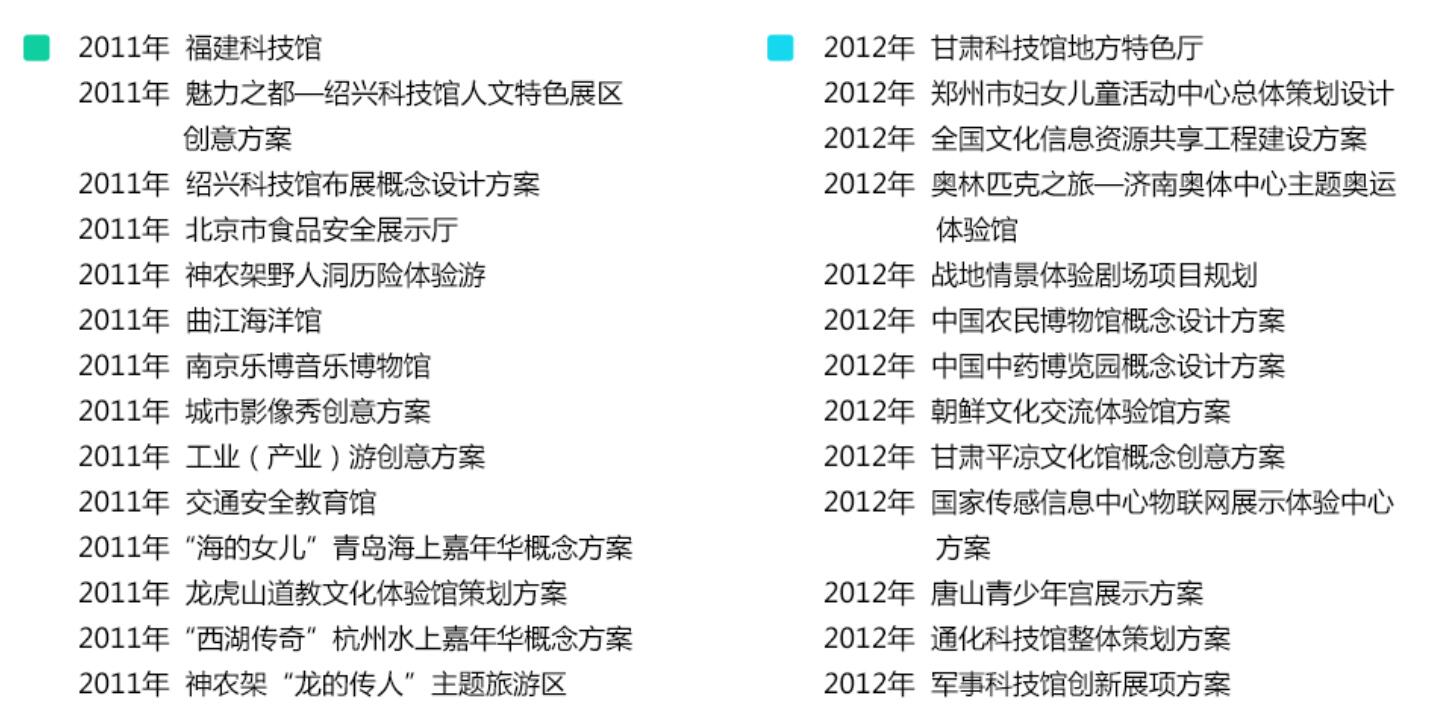 2011年 福建科技馆
2011年 魅力之都—绍兴科技馆人文特色展区
创意方案
2011年 绍兴科技馆布展概念设计方案
2011年 北京市食品安全展示厅
2011年 神农架野人洞历险体验游
2011年 曲江海洋馆
2011年 南京乐博音乐博物馆
2011年 城市影像秀创意方案
2011年 工业（产业）游创意方案
2011年 交通安全教育馆
2011年 “海的女儿”青岛海上嘉年华概念方案
2011年 龙虎山道教文化体验馆策划方案
2011年 “西湖传奇”杭州水上嘉年华概念方案
2011年 神农架“龙的传人”主题旅游区
2012年 甘肃科技馆地方特色厅
2012年 郑州市妇女儿童活动中心总体策划设计
2012年 全国文化信息资源共享工程建设方案
2012年 奥林匹克之旅—济南奥体中心主题奥运
体验馆
2012年 战地情景体验剧场项目规划
2012年 中国农民博物馆概念设计方案
2012年 中国中药博览园概念设计方案
2012年 朝鲜文化交流体验馆方案
2012年 甘肃平凉文化馆概念创意方案
2012年 国家传感信息中心物联网展示体验中心
方案
2012年 唐山青少年宫展示方案
2012年 通化科技馆整体策划方案
2012年 军事科技馆创新展项方案